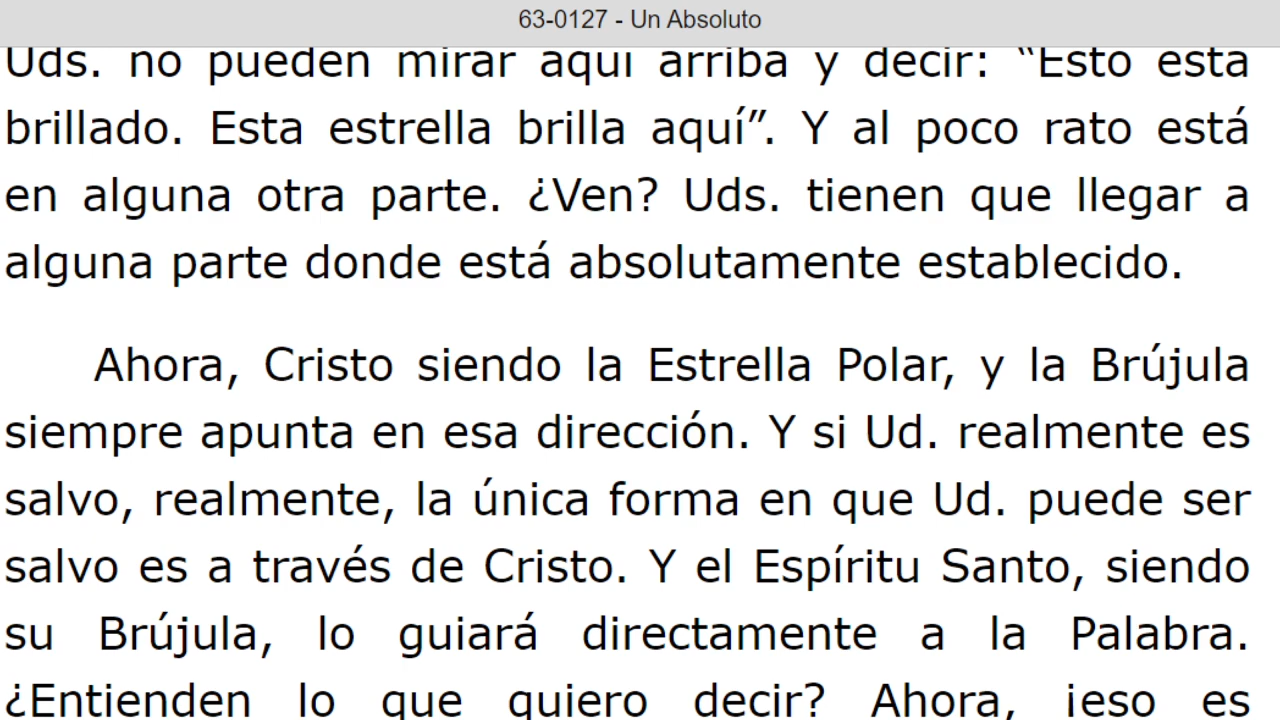 63-0127 - Un Absoluto
Uds. no pueden mirar aquí arriba y decir: “Esto está
brillado. Esta estrella brilla aquí”. Y al poco rato está
en alguna otra parte. ¿Ven? Uds. tienen que llegar a
alguna parte donde está absolutamente establecido.
Ahora, Cristo siendo la Estrella Polar, y la Brújula
siempre apunta en esa dirección. Y si Ud. realmente es
salvo, realmente, la única forma en que Ud. puede ser
salvo es a través de Cristo. Y el Espíritu Santo, siendo
su Brújula, lo guiará directamente a la Palabra.
¿Entienden lo que quiero decir? Ahora, ¡eso es